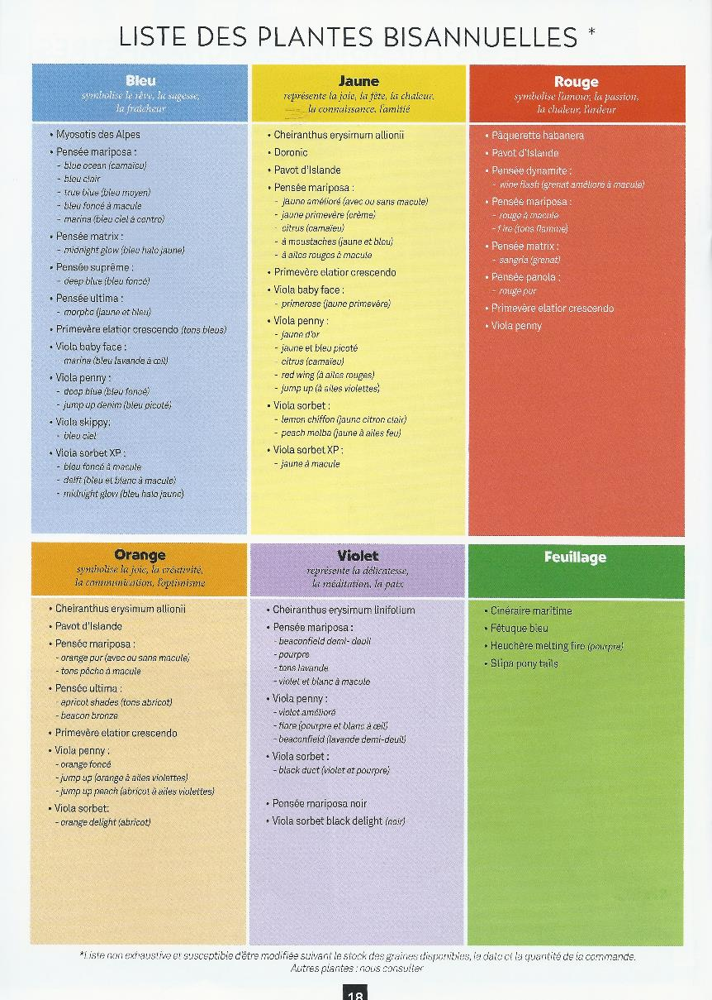 LISTE DES PLANTES BISANNUELLES *
Bleu
symbolise le rêve, la sagesse,
la fraîcheur
• Myosotis des Alpes
• Pensée mariposa :
- blue ocean (camaïeu)
- bleu clair
- true blue (bleu moyen)
- bleu foncé à macule
- marina (bleu ciel à centre)
• Pensée matrix :
- midnight glow (bleu halo jaune)
• Pensée suprême :
- deep blue (bleu foncé)
• Pensée ultima :
- morpho (jaune et bleu)
• Primevère elatior crescendo (tons bleus)
• Viola baby face :
marina (bleu lavande à œil)
• Viola penny :
- deep blue (bleu foncé)
- jump up denim (bleu picoté)
• Viola skippy:
- bleu ciel
• Viola sorbet XP :
- bleu foncé à macule
- delft (bleu et blanc à macule)
- midnight glow (bleu halo jaune)
Jaune
représente la joie, la fête, la chaleur,
la connaissance, l'amitié
• Cheiranthus erysimum allionii
• Doronic
• Pavot d'Islande
• Pensée mariposa :
- jaune amélioré (avec ou sans macule)
- jaune primevère (crème)
- citrus (camaïeu)
- à moustaches (jaune et bleu)
- à ailes rouges à macule
• Primevère elatior crescendo
• Viola baby face :
- primerose (jaune primevère)
• Viola penny :
- jaune d'or
- jaune et bleu picoté
- citrus (camaïeu)
- red wing (à ailes rouges)
- jump up (à ailes violettes)
• Viola sorbet :
- lemon chiffon (jaune citron clair)
- peach melba (jaune à ailes feu)
• Viola sorbet XP :
- jaune à macule
Rouge
symbolise l'amour, la passion,
la chaleur, l'ardeur
• Pâquerette habanera
• Pavot d'Islande
• Pensée dynamite :
- wine flash (grenat amélioré à macule)
• Pensée mariposa :
- rouge à macule
- fire (tons flamme)
• Pensée matrix :
- sangria (grenat)
• Pensée panola :
- rouge pur
• Primevère elatior crescendo
• Viola penny
Orange
symbolise la joie, la créativité,
la communication, l'optimisme
• Cheiranthus erysimum allionii
• Pavot d'Islande
• Pensée mariposa :
- orange pur (avec ou sans macule)
- tons pêche à macule
• Pensée ultima :
- apricot shades (tons abricot)
- beacon bronze
• Primevère elatior crescendo
• Viola penny :
- orange foncé
- jump up (orange à ailes violettes)
- jump up peach (abricot à ailes violettes)
• Viola sorbet:
- orange delight (abricot)
Violet
représente la délicatesse,
la méditation, la paix
• Cheiranthus erysimum linifolium
• Pensée mariposa :
- beaconfield demi- deuil
- pourpre
- tons lavande
- violet et blanc à macule
• Viola penny :
- violet amélioré
- flare (pourpre et blanc à œil)
- beaconfield (lavande demi-deuil)
• Viola sorbet :
- black duet (violet et pourpre)
• Pensée mariposa noir
• Viola sorbet black delight (noir)
Feuillage
• Cinéraire maritime
• Fétuque bleu
• Heuchère melting fire (pourpre)
• Stipa pony tails
*Liste non exhaustive et susceptible d'être modifiée suivant le stock des graines disponibles, la date et la quantité de la commande.
Autres plantes : nous consulter
18